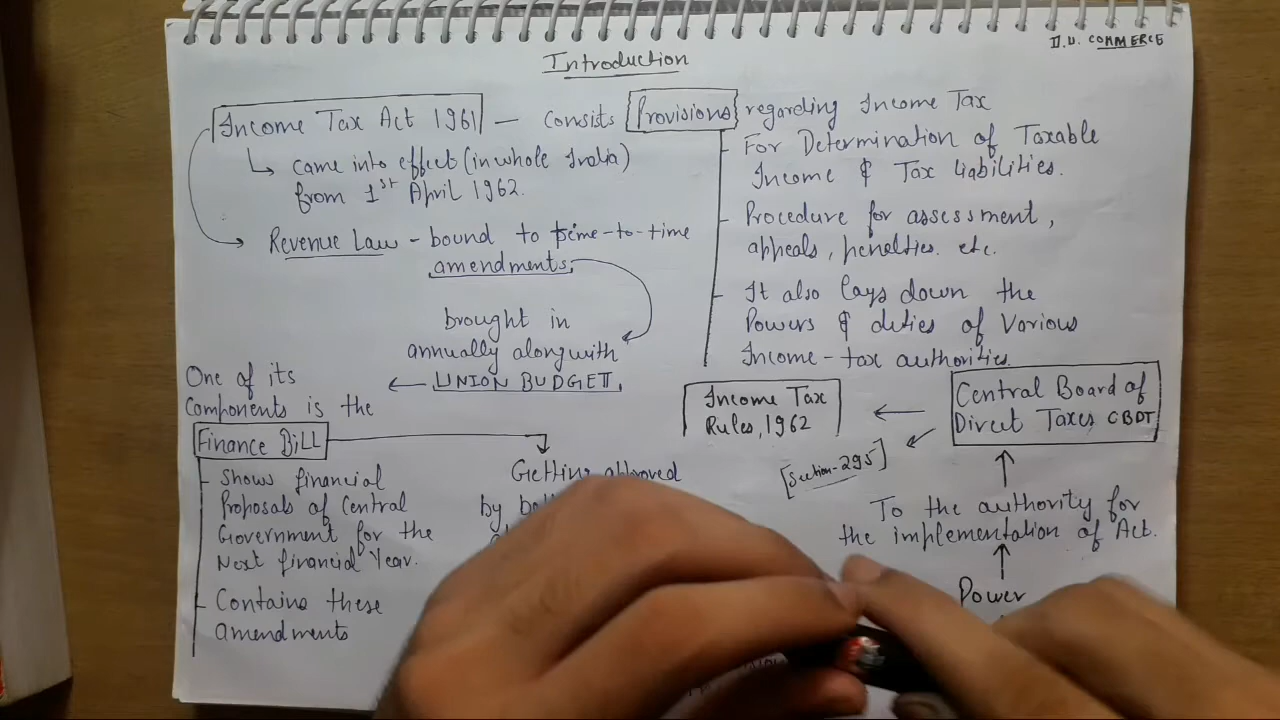 D.U. COMMERCE
Introduction
Income Tax Act 1961 — consists Provisions regarding Income Tax
↳ came into effect (in whole India)
from 1st April 1962.
Revenue Law - bound to time-to-time
amendments,
brought in
annually alongwith
UNION BUDGET,
For Determination of Taxable
Income & Tax liabilities.
Procedure for assessment,
appeals, penalties. etc.
It also lays down the
Powers & duties of Various
Income-tax authorities.
One of its
Components is the
Finance BiLL
Shows financial
Proposals of Central
Government for the
Next financial Year.
Contains these
amendments
Getting approved
by
Income Tax
Rules, 1962
Central Board of
Direct Taxes CBDT
[Section-295]
To the authority for
the implementation of Act.
Power